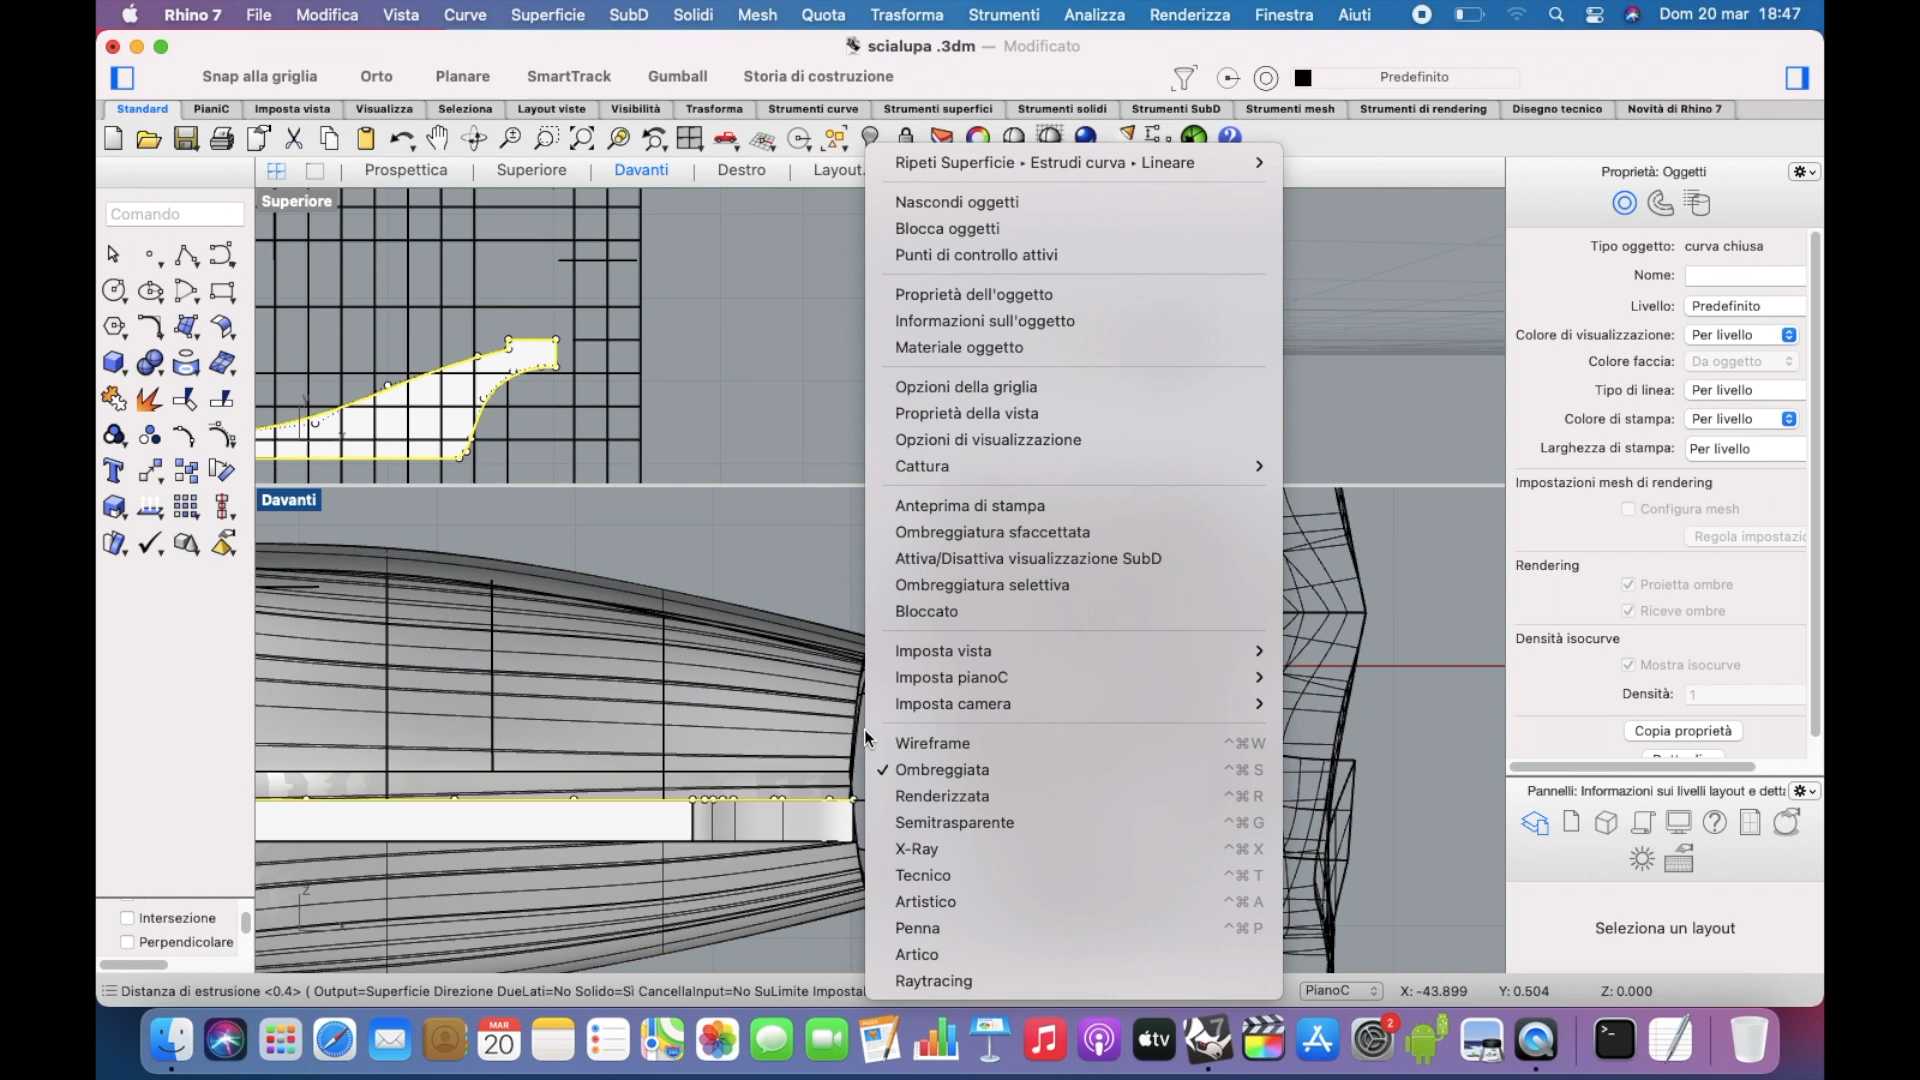 Rhino 7 File Modifica Vista Curve Superficie SubD Solidi Mesh Quota Trasforma Strumenti Analizza Renderizza Finestra Aiuti Dom 20 mar 18:47
scialupa .3dm — Modificato
Snap alla griglia Orto Planare SmartTrack Gumball Storia di costruzione Predefinito
Standard PianiC Imposta vista Visualizza Seleziona Layout viste Visibilità Trasforma Strumenti curve Strumenti superfici Strumenti solidi Strumenti SubD Strumenti mesh Strumenti di rendering Disegno tecnico Novità di Rhino 7
Prospettica Superiore Davanti Destro Layout.
Comando
Superiore
Davanti
Ripeti Superficie ▸ Estrudi curva ▸ Lineare
Nascondi oggetti
Blocca oggetti
Punti di controllo attivi
Proprietà dell'oggetto
Informazioni sull'oggetto
Materiale oggetto
Opzioni della griglia
Proprietà della vista
Opzioni di visualizzazione
Cattura
Anteprima di stampa
Ombreggiatura sfaccettata
Attiva/Disattiva visualizzazione SubD
Ombreggiatura selettiva
Bloccato
Imposta vista
Imposta pianoC
Imposta camera
Wireframe ^⌘W
✓ Ombreggiata ^⌘S
Renderizzata ^⌘R
Semitrasparente ^⌘G
X-Ray ^⌘X
Tecnico ^⌘T
Artistico ^⌘A
Penna ^⌘P
Artico
Raytracing
Proprietà: Oggetti
Tipo oggetto: curva chiusa
Nome:
Livello: Predefinito
Colore di visualizzazione: Per livello
Colore faccia: Da oggetto
Tipo di linea: Per livello
Colore di stampa: Per livello
Larghezza di stampa: Per livello
Impostazioni mesh di rendering
Configura mesh
Regola impostazio
Rendering
Proietta ombre
Riceve ombre
Densità isocurve
Mostra isocurve
Densità: 1
Copia proprietà
Pannelli: Informazioni sui livelli layout e detta
Seleziona un layout
Intersezione
Perpendicolare
Distanza di estrusione <0.4> ( Output=Superficie Direzione DueLati=No Solido=Sì CancellaInput=No SuLimite Imposta
PianoC X: -43.899 Y: 0.504 Z: 0.000
MAR
20
tv
7
2